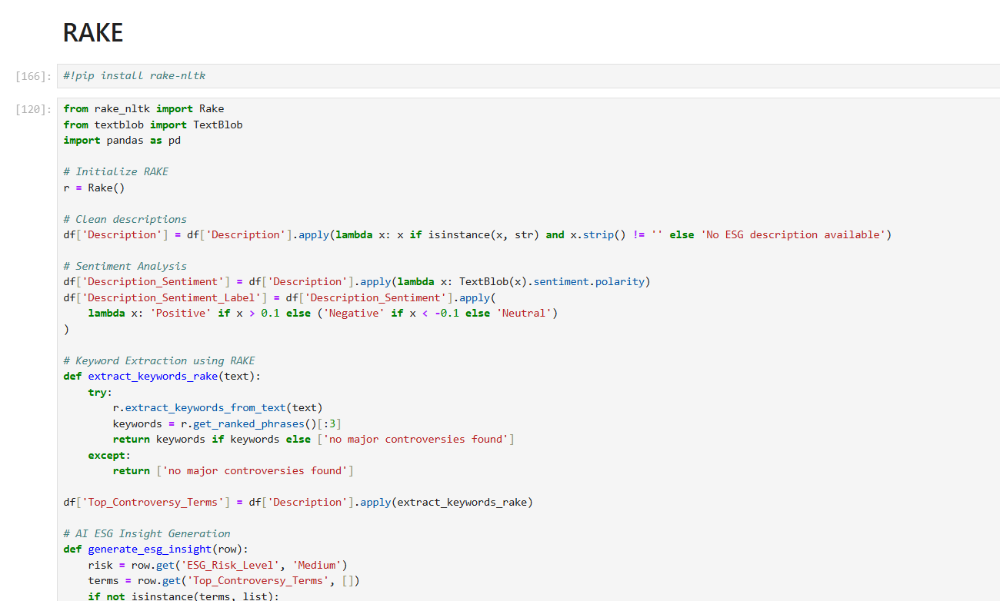 RAKE
[166]: #!pip install rake-nltk
[120]: from rake_nltk import Rake
from textblob import TextBlob
import pandas as pd
# Initialize RAKE
r = Rake()
# Clean descriptions
df['Description'] = df['Description'].apply(lambda x: x if isinstance(x, str) and x.strip() != '' else 'No ESG description available')
# Sentiment Analysis
df['Description_Sentiment'] = df['Description'].apply(lambda x: TextBlob(x).sentiment.polarity)
df['Description_Sentiment_Label'] = df['Description_Sentiment'].apply(
    lambda x: 'Positive' if x > 0.1 else ('Negative' if x < -0.1 else 'Neutral')
)
# Keyword Extraction using RAKE
def extract_keywords_rake(text):
    try:
        r.extract_keywords_from_text(text)
        keywords = r.get_ranked_phrases()[:3]
        return keywords if keywords else ['no major controversies found']
    except:
        return ['no major controversies found']
df['Top_Controversy_Terms'] = df['Description'].apply(extract_keywords_rake)
# AI ESG Insight Generation
def generate_esg_insight(row):
    risk = row.get('ESG_Risk_Level', 'Medium')
    terms = row.get('Top_Controversy_Terms', [])
    if not isinstance(terms, list):